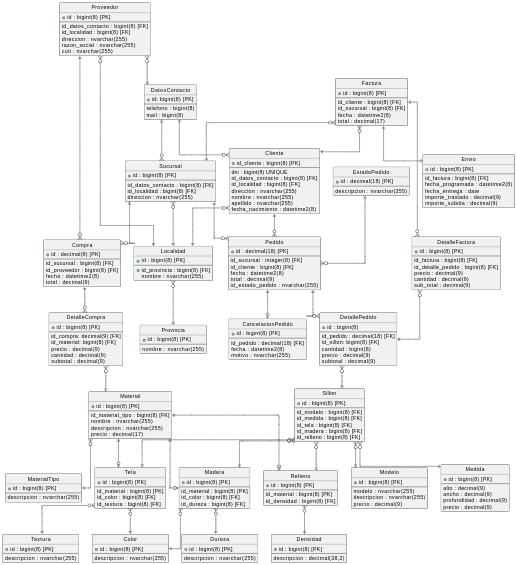 Proveedor
id : bigint(8) [PK]
id_datos_contacto : bigint(8) [FK]
id_localidad : bigint(8) [FK]
direccion : nvarchar(255)
razon_social : nvarchar(255)
cuit : nvarchar(255)
DatosContacto
id : bigint(8) [PK]
telefono : bigint(8)
mail : bigint(8)
Factura
id : bigint(8) [PK]
id_cliente : bigint(8) [FK]
id_sucursal : bigint(8) [FK]
fecha : datetime2(8)
total : decimal(17)
Sucursal
id : bigint(8) [PK]
id_datos_contacto : bigint(8) [FK]
id_localidad : bigint(8) [FK]
direccion : nvarchar(255)
Cliente
id_cliente : bigint(8) [PK]
dni : bigint(8) UNIQUE
id_datos_contacto : bigint(8) [FK]
id_localidad : bigint(8) [FK]
direccion : nvarchar(255)
nombre : nvarchar(255)
apellido : nvarchar(255)
fecha_nacimiento : datetime2(8)
EstadoPedido
id : decimal(18) [PK]
descripcion : nvarchar(255)
Envio
id : bigint(8) [PK]
id_factura : bigint(8) [FK]
fecha_programada : datetime2(8)
fecha_entrega : date
importe_traslado : decimal(9)
importe_subida : decimal(9)
Compra
id : decimal(9) [PK]
id_sucursal : bigint(8) [FK]
id_proveedor : bigint(8) [FK]
fecha : datetime2(8)
total : decimal(9)
Localidad
id : bigint(8) [PK]
id_provincia : bigint(8) [FK]
nombre : nvarchar(255)
Pedido
id : decimal(18) [PK]
id_sucursal : integer(8) [FK]
id_cliente : bigint(8) [FK]
fecha : datetime2(8)
total : decimal(9)
id_estado_pedido : nvarchar(255)
DetalleFactura
id : bigint(8) [PK]
id_factura : bigint(8) [FK]
id_detalle_pedido : bigint(8) [FK]
precio : decimal(9)
cantidad : decimal(9)
sub_total : decimal(9)
DetalleCompra
id : bigint(8) [PK]
id_compra: decimal(9) [FK]
id_material: bigint(8) [FK]
precio : decimal(9)
cantidad : decimal(9)
subtotal : decimal(9)
Provincia
id : bigint(8) [PK]
nombre : nvarchar(255)
CancelacionPedido
id : bigint(8) [PK]
id_pedido : decimal(18) [FK]
fecha : datetime2(8)
motivo : nvarchar(255)
DetallePedido
id : bigint(8)
id_pedido : decimal(18) [FK]
id_sillon: bigint(8) [FK]
cantidad : bigint(8)
precio : decimal(9)
subtotal : decimal(9)
Material
id : bigint(8) [PK]
id_material_tipo : bigint(8) [FK]
nombre : nvarchar(255)
descripcion : nvarchar(255)
precio : decimal(17)
Sillon
id : bigint(8) [PK]
id_modelo : bigint(8) [FK]
id_medida : bigint(8) [FK]
id_tela : bigint(8) [FK]
id_madera : bigint(8) [FK]
id_relleno : bigint(8) [FK]
MaterialTipo
id : bigint(8) [PK]
descripcion : nvarchar(255)
Tela
id : bigint(8) [PK]
id_material : bigint(8) [FK]
id_color : bigint(8) [FK]
id_textura : bigint(8) [FK]
Madera
id : bigint(8) [PK]
id_material : bigint(8) [FK]
id_color : bigint(8) [FK]
id_dureza : bigint(8) [FK]
Relleno
id : bigint(8) [PK]
id_material : bigint(8) [FK]
id_densidad : bigint(8) [FK]
Modelo
id : bigint(8) [PK]
modelo : nvarchar(255)
descripcion : nvarchar(255)
precio : decimal(9)
Medida
id : bigint(8) [PK]
alto : decimal(9)
ancho : decimal(9)
profundidad : decimal(9)
precio : decimal(9)
Textura
id : bigint(8) [PK]
descripcion : nvarchar(255)
Color
id : bigint(8) [PK]
descripcion : nvarchar(255)
Dureza
id : bigint(8) [PK]
descripcion : nvarchar(255)
Densidad
id : bigint(8) [PK]
descripcion : decimal(38,2)